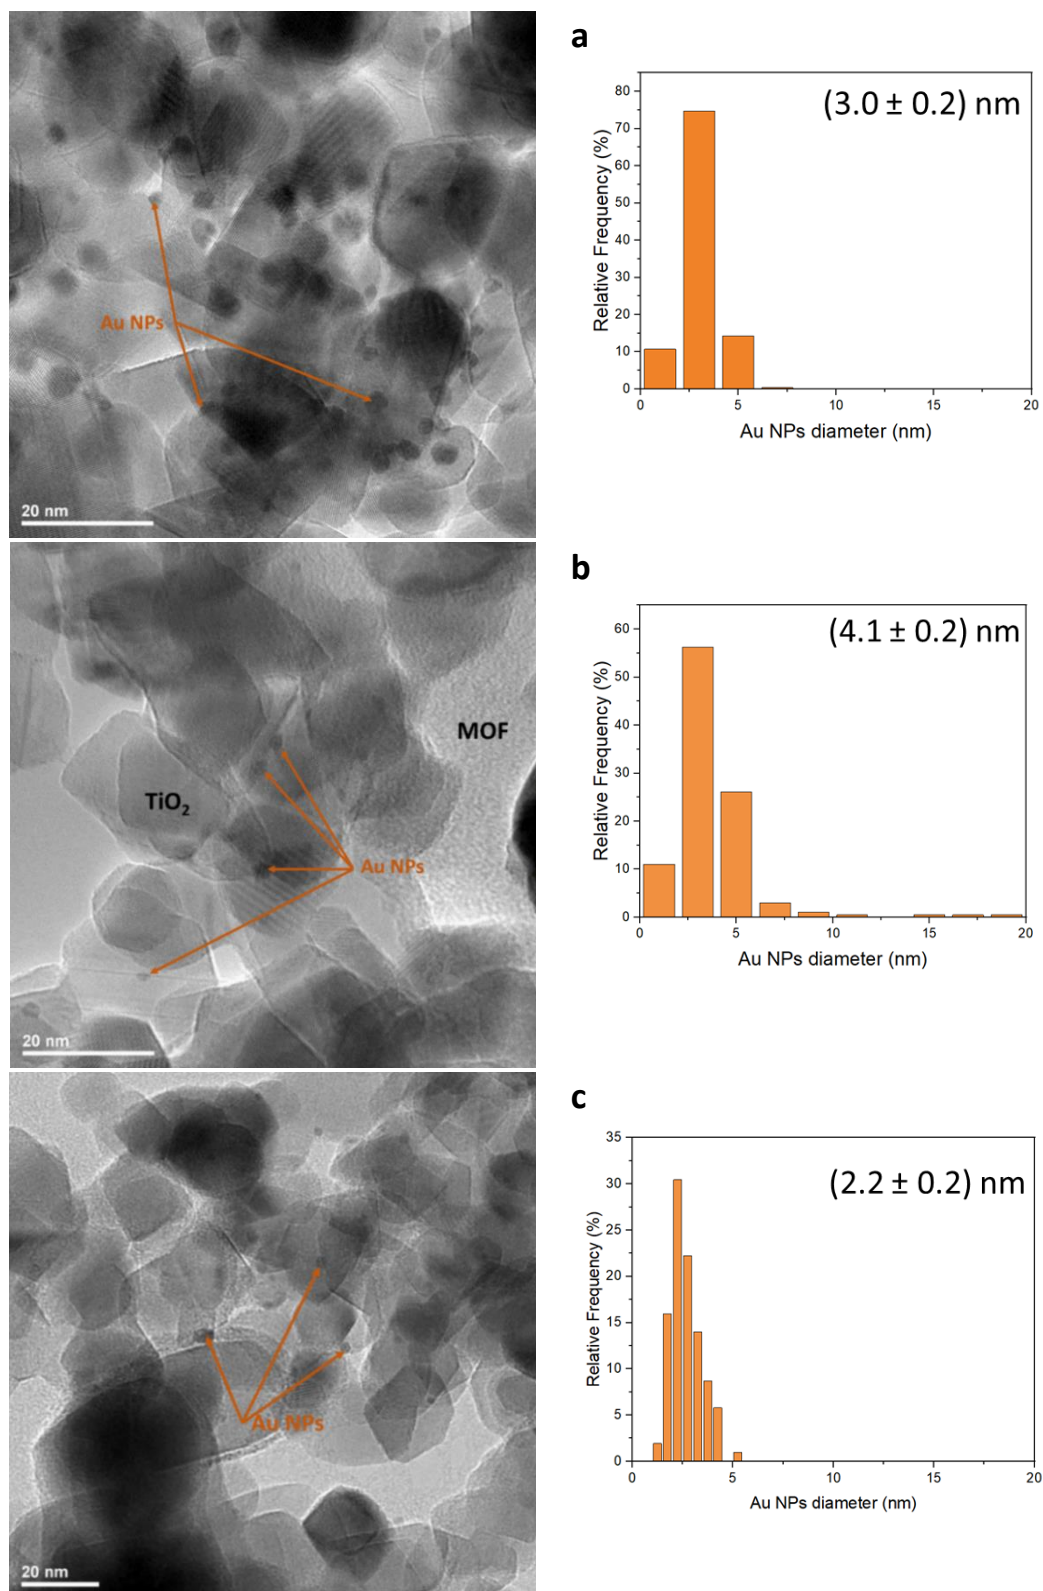 a
Au NPs
20 nm
(3.0 ± 0.2) nm
Relative Frequency (%)
80
70
60
50
40
30
20
10
0
0 5 10 15 20
Au NPs diameter (nm)
b
MOF
TiO₂
Au NPs
20 nm
(4.1 ± 0.2) nm
Relative Frequency (%)
60
50
40
30
20
10
0
0 5 10 15 20
Au NPs diameter (nm)
c
Au NPs
20 nm
(2.2 ± 0.2) nm
Relative Frequency (%)
35
30
25
20
15
10
5
0
0 5 10 15 20
Au NPs diameter (nm)